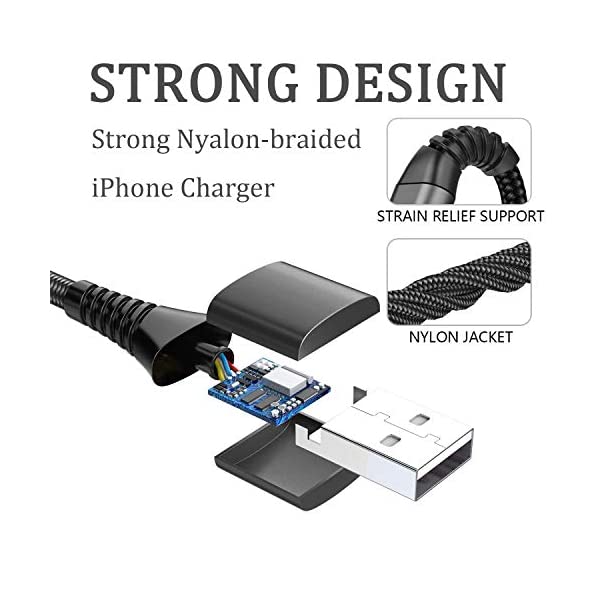 STRONG DESIGN
Strong Nyalon-braided
iPhone Charger
STRAIN RELIEF SUPPORT
NYLON JACKET